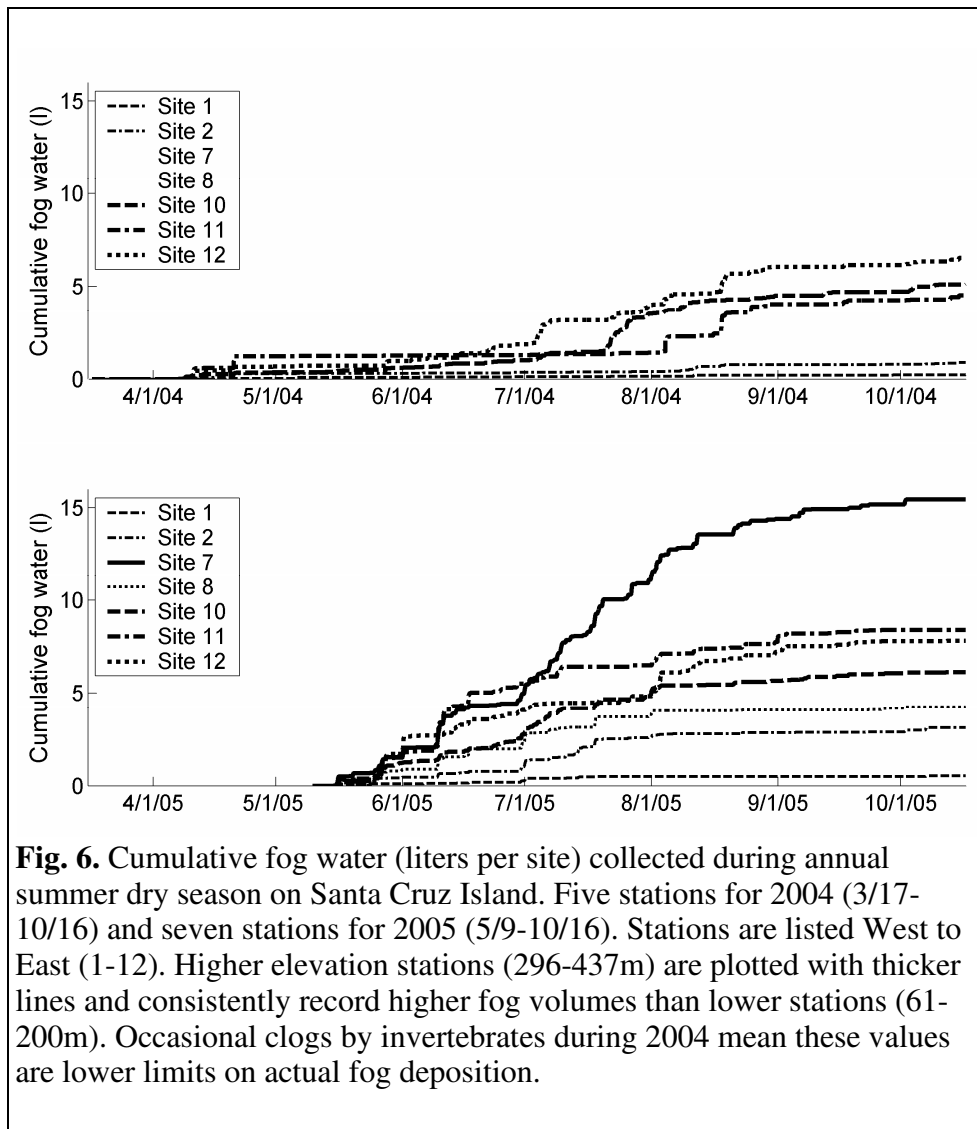 Cumulative fog water (l)
15
10
5
0
Site 1
Site 2
Site 7
Site 8
Site 10
Site 11
Site 12
4/1/04 5/1/04 6/1/04 7/1/04 8/1/04 9/1/04 10/1/04
Cumulative fog water (l)
15
10
5
0
Site 1
Site 2
Site 7
Site 8
Site 10
Site 11
Site 12
4/1/05 5/1/05 6/1/05 7/1/05 8/1/05 9/1/05 10/1/05
Fig. 6. Cumulative fog water (liters per site) collected during annual
summer dry season on Santa Cruz Island. Five stations for 2004 (3/17-
10/16) and seven stations for 2005 (5/9-10/16). Stations are listed West to
East (1-12). Higher elevation stations (296-437m) are plotted with thicker
lines and consistently record higher fog volumes than lower stations (61-
200m). Occasional clogs by invertebrates during 2004 mean these values
are lower limits on actual fog deposition.